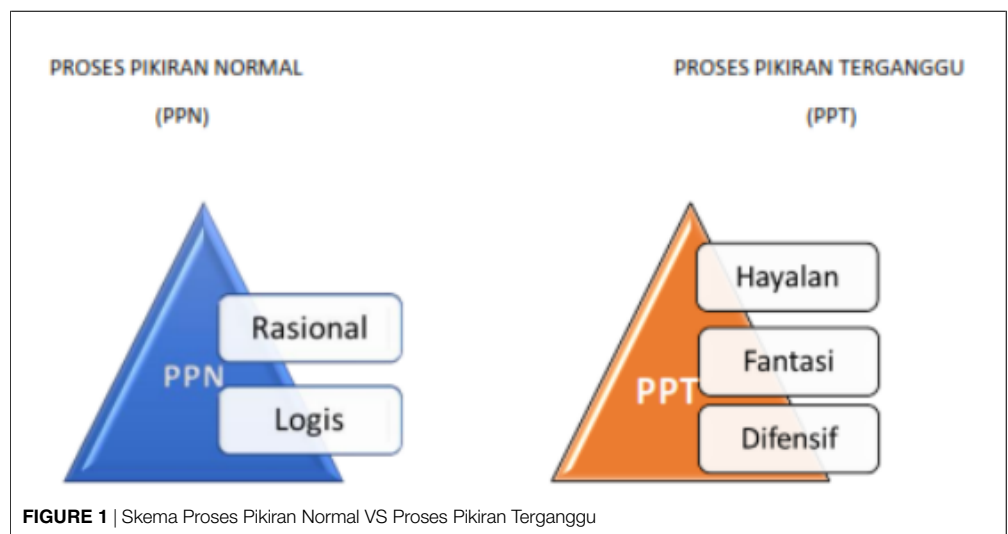 PROSES PIKIRAN NORMAL
(PPN)
PROSES PIKIRAN TERGANGGU
(PPT)
PPN
Rasional
Logis
PPT
Hayalan
Fantasi
Difensif
FIGURE 1 | Skema Proses Pikiran Normal VS Proses Pikiran Terganggu